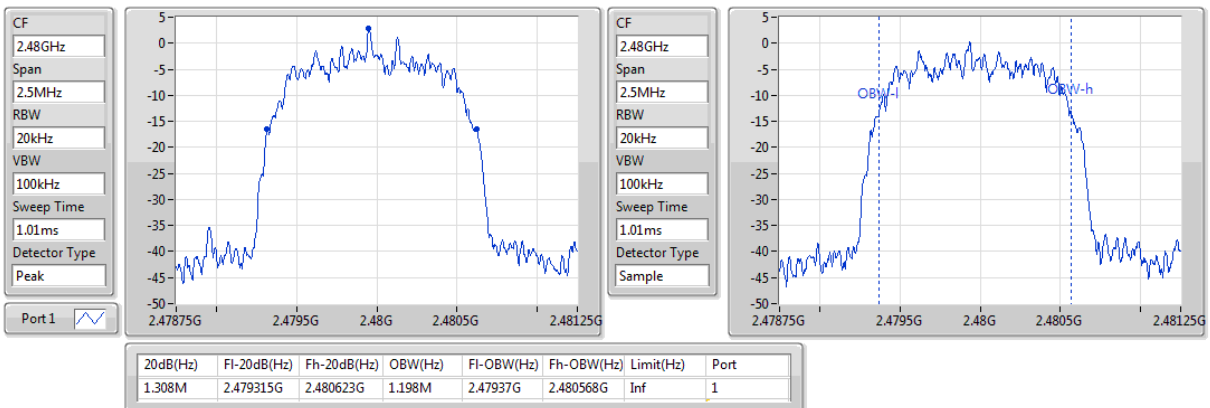 CF
2.48GHz
Span
2.5MHz
RBW
20kHz
VBW
100kHz
Sweep Time
1.01ms
Detector Type
Peak
Port 1
5
0
-5
-10
-15
-20
-25
-30
-35
-40
-45
-50
2.47875G 2.4795G 2.48G 2.4805G 2.48125G
CF
2.48GHz
Span
2.5MHz
RBW
20kHz
VBW
100kHz
Sweep Time
1.01ms
Detector Type
Sample
5
0
-5
-10
-15
-20
-25
-30
-35
-40
-45
-50
OBW-l OBW-h
2.47875G 2.4795G 2.48G 2.4805G 2.48125G
20dB(Hz) Fl-20dB(Hz) Fh-20dB(Hz) OBW(Hz) Fl-OBW(Hz) Fh-OBW(Hz) Limit(Hz) Port
1.308M 2.479315G 2.480623G 1.198M 2.47937G 2.480568G Inf 1